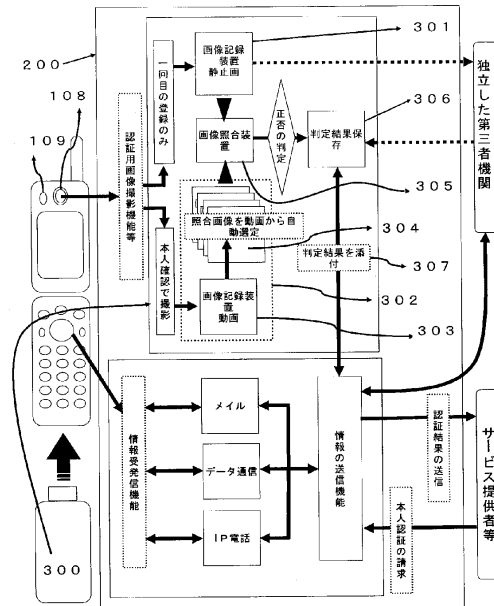 200
108
109
認証用画像撮影機能等
一回目の登録のみ
本人確認で撮影
画像記録
装置
静止画
画像照合装
置
正否の判定
判定結果保
存
照合画像を動画から自
動選定
画像記録装
置
動画
判定結果を添
付
301
306
305
304
307
302
303
独立した第三者機関
情報受発信機能
メイル
データ通信
IP電話
情報の送信機能
認証結果の送信
本人認証の請求
サービス提供者等
300